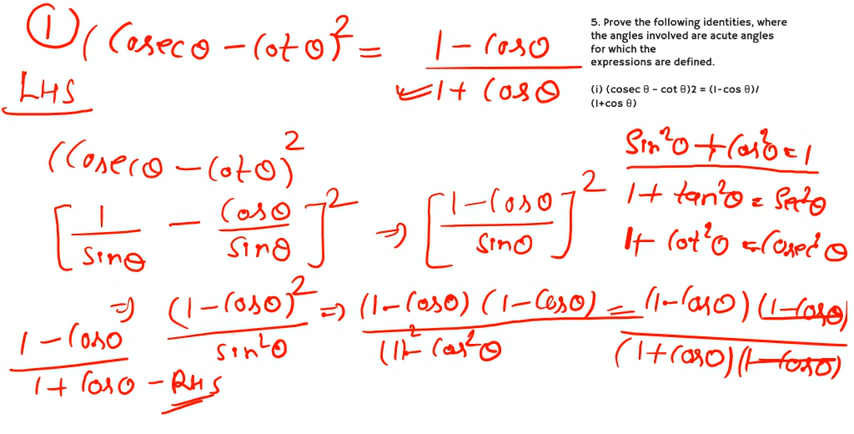 ① (Cosecθ - Cotθ)² = (1 - Cosθ) / (1 + Cosθ)
5. Prove the following identities, where
the angles involved are acute angles
for which the
expressions are defined.
(i) (cosec θ - cot θ)2 = (1-cos θ)/
(1+cos θ)
LHS
(Cosecθ - Cotθ)²
[1/sinθ - Cosθ/sinθ]² ⇒ [(1 - Cosθ)/sinθ]²
Sin²θ + Cos²θ = 1
1 + tan²θ = Sec²θ
1 + Cot²θ = Cosec²θ
⇒ (1 - Cosθ)²/sin²θ ⇒ (1 - Cosθ) (1 - Cosθ)/(1)² - Cos²θ = (1 - Cosθ) (1 - Cosθ)/(1 + Cosθ) (1 - Cosθ)
(1 - Cosθ)/(1 + Cosθ) - RHS